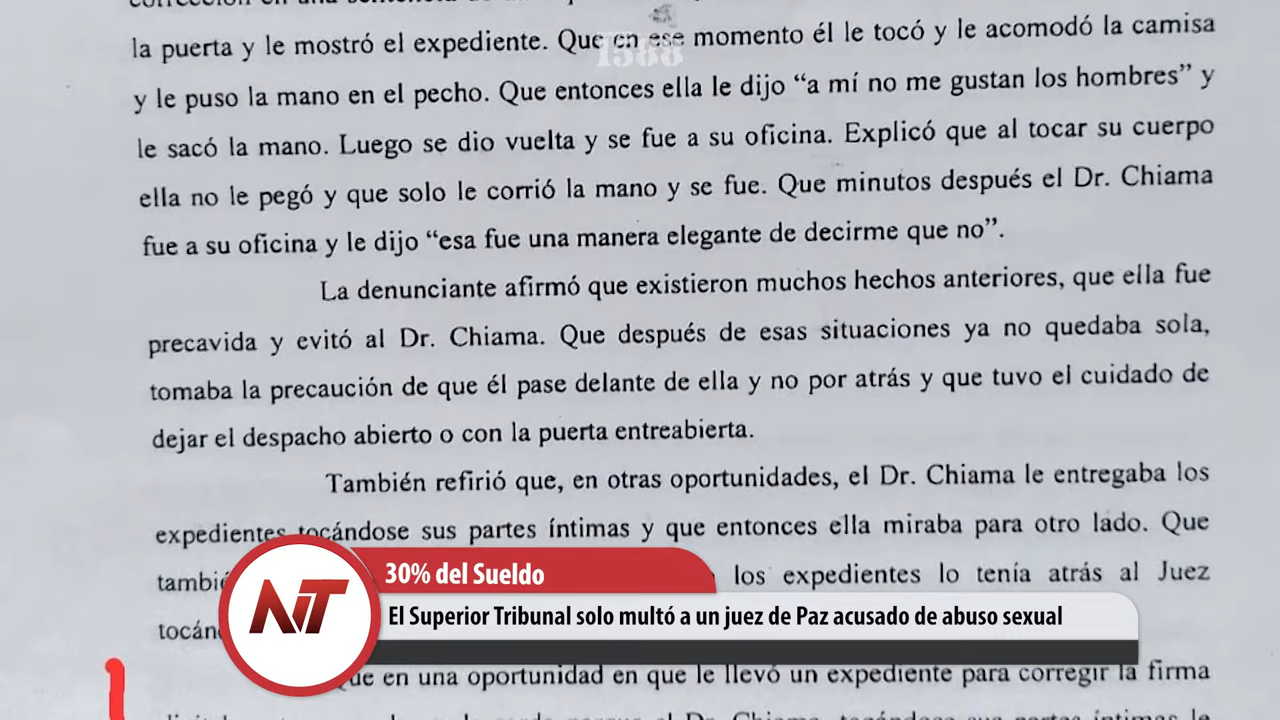 la puerta y le mostró el expediente. Que en ese momento él le tocó y le acomodó la camisa
1588
y le puso la mano en el pecho. Que entonces ella le dijo “a mí no me gustan los hombres” y
le sacó la mano. Luego se dio vuelta y se fue a su oficina. Explicó que al tocar su cuerpo
ella no le pegó y que solo le corrió la mano y se fue. Que minutos después el Dr. Chiama
fue a su oficina y le dijo “esa fue una manera elegante de decirme que no”.
La denunciante afirmó que existieron muchos hechos anteriores, que ella fue
precavida y evitó al Dr. Chiama. Que después de esas situaciones ya no quedaba sola,
tomaba la precaución de que él pase delante de ella y no por atrás y que tuvo el cuidado de
dejar el despacho abierto o con la puerta entreabierta.
También refirió que, en otras oportunidades, el Dr. Chiama le entregaba los
expedientes tocándose sus partes íntimas y que entonces ella miraba para otro lado. Que
los expedientes lo tenía atrás al Juez
NT
30% del Sueldo
El Superior Tribunal solo multó a un juez de Paz acusado de abuso sexual
en una oportunidad en que le llevó un expediente para corregir la firma